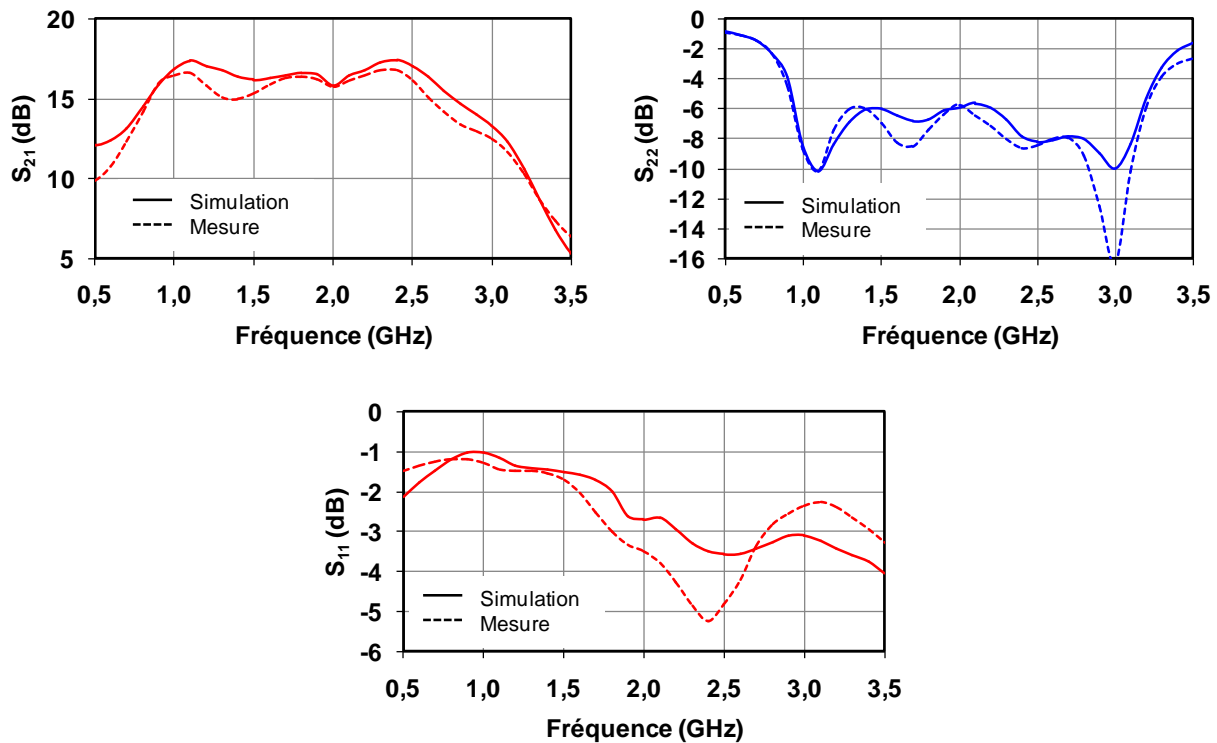 20
15
10
5
S21 (dB)
Simulation
Mesure
0,5 1,0 1,5 2,0 2,5 3,0 3,5
Fréquence (GHz)
0
-2
-4
-6
-8
-10
-12
-14
-16
S22 (dB)
Simulation
Mesure
0,5 1,0 1,5 2,0 2,5 3,0 3,5
Fréquence (GHz)
0
-1
-2
-3
-4
-5
-6
S11 (dB)
Simulation
Mesure
0,5 1,0 1,5 2,0 2,5 3,0 3,5
Fréquence (GHz)